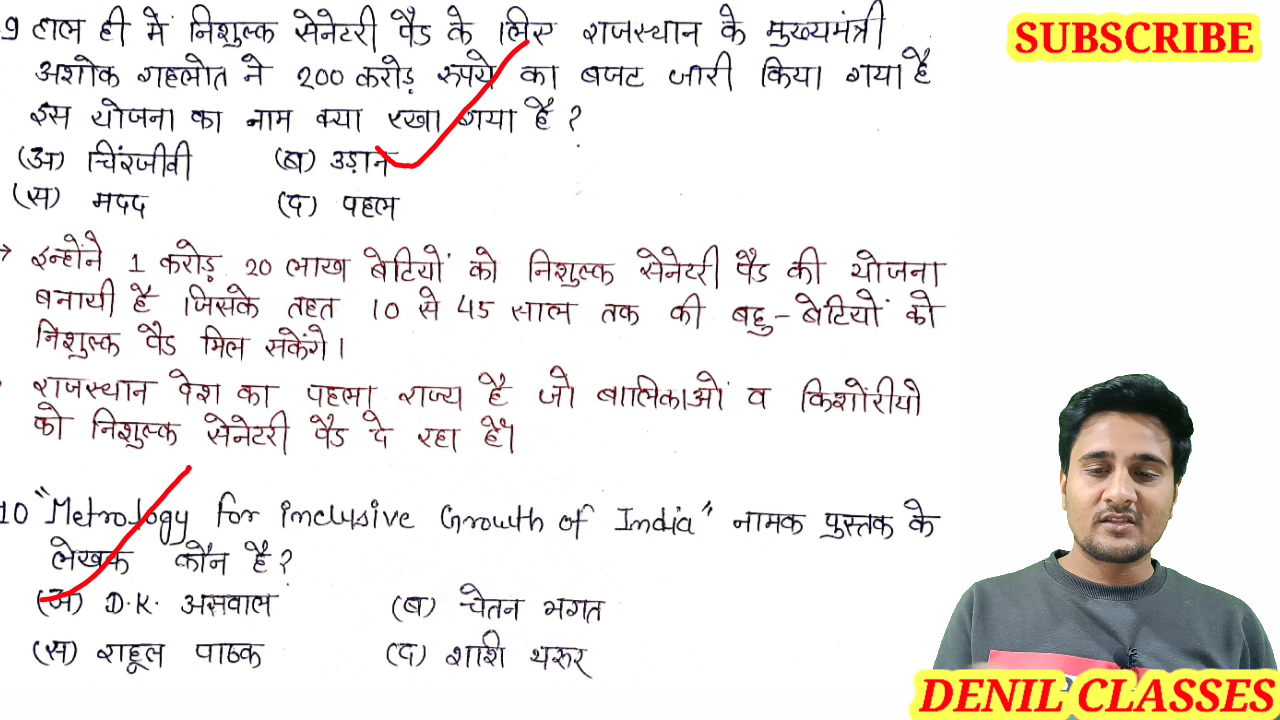 9 हाल ही में निशुल्क सेनेटरी पैड के लिए राजस्थान के मुख्यमंत्री
अशोक गहलोत ने 200 करोड़ रुपये का बजट जारी किया गया है
इस योजना का नाम क्या रखा गया है ?
(अ) चिंरजीवी (ब) उड़ान
(स) मदद (द) पहल
→ इन्होंने 1 करोड़ 20 लाख बेटियों को निशुल्क सेनेटरी पैड की योजना
बनायी है जिसके तहत 10 से 45 साल तक की बहु-बेटियों को
निशुल्क पैड मिल सकेंगे।
राजस्थान देश का पहला राज्य है जो बालिकाओं व किशोंरीयो
को निशुल्क सेनेटरी पैड दे रहा है।
10 "Metrology for inclusive Growth of India" नामक पुस्तक के
लेखक कौन है?
(अ) D.K. असवाल (ब) चेतन भगत
(स) राहूल पाठक (द) शाशि थरूर
SUBSCRIBE
DENIL CLASSES